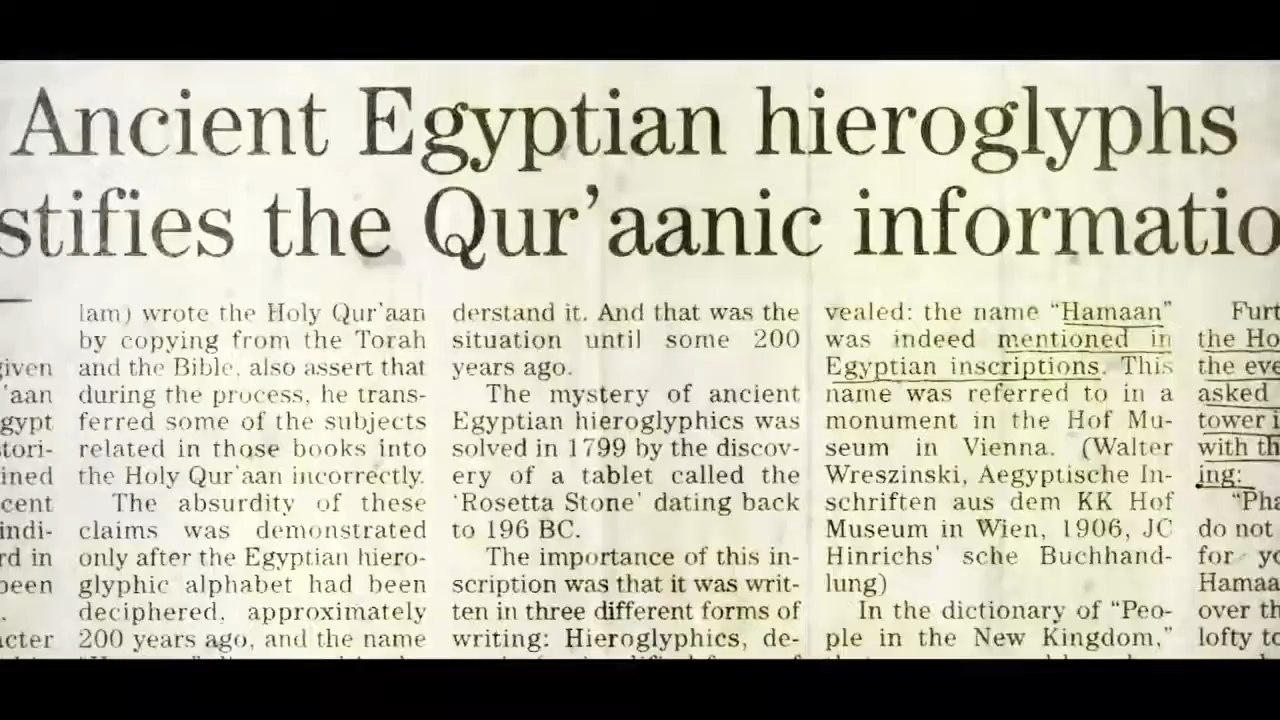 Ancient Egyptian hieroglyphs
stifies the Qur'aanic informatio
given
'aan
gypt
tori-
ined
cent
indi-
rd in
been
.
cter
lam) wrote the Holy Qur'aan
by copying from the Torah
and the Bible, also assert that
during the process, he trans-
ferred some of the subjects
related in those books into
the Holy Qur'aan incorrectly.
The absurdity of these
claims was demonstrated
only after the Egyptian hiero-
glyphic alphabet had been
deciphered, approximately
200 years ago, and the name
derstand it. And that was the
situation until some 200
years ago.
The mystery of ancient
Egyptian hieroglyphics was
solved in 1799 by the discov-
ery of a tablet called the
'Rosetta Stone' dating back
to 196 BC.
The importance of this in-
scription was that it was writ-
ten in three different forms of
writing: Hieroglyphics, de-
vealed: the name "Hamaan"
was indeed mentioned in
Egyptian inscriptions. This
name was referred to in a
monument in the Hof Mu-
seum in Vienna. (Walter
Wreszinski, Aegyptische In-
schriften aus dem KK Hof
Museum in Wien, 1906, JC
Hinrichs' sche Buchhand-
lung)
In the dictionary of "Peo-
ple in the New Kingdom,"
Furt
the Ho
the eve
asked
tower i
with th
ing:
"Pha
do not
for yo
Hamaa
over th
lofty to